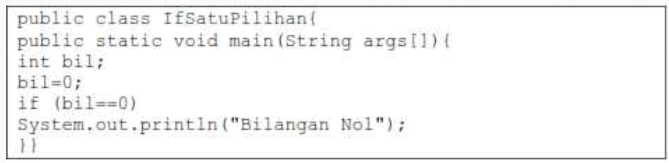 public class IfSatuPilihan{
public static void main(String args[]){
int bil;
bil=0;
if (bil==0)
System.out.println("Bilangan Nol");
}}